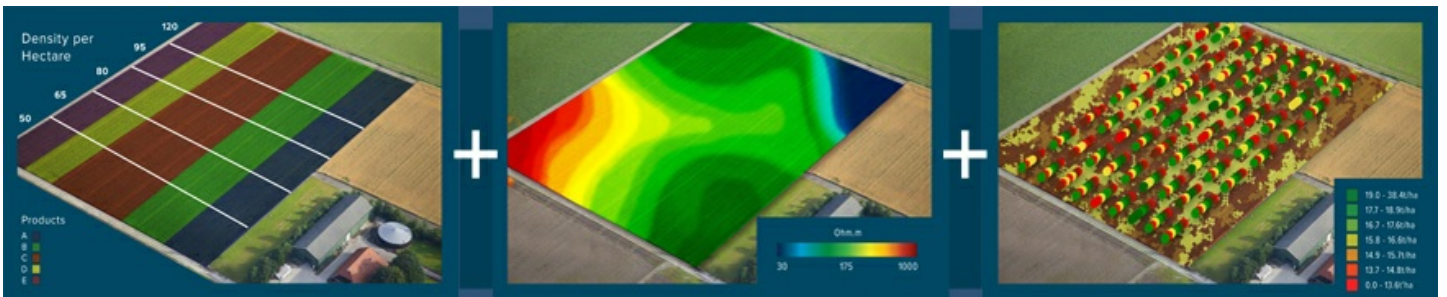 Density per
Hectare
120
95
80
65
50
Products
A
B
C
D
E
+
Ohm.m
30 175 1000
+
19.0 - 38.4t/ha
17.7 - 18.9t/ha
16.7 - 17.6t/ha
15.8 - 16.6t/ha
14.9 - 15.7t/ha
13.7 - 14.8t/ha
0.0 - 13.6t/ha